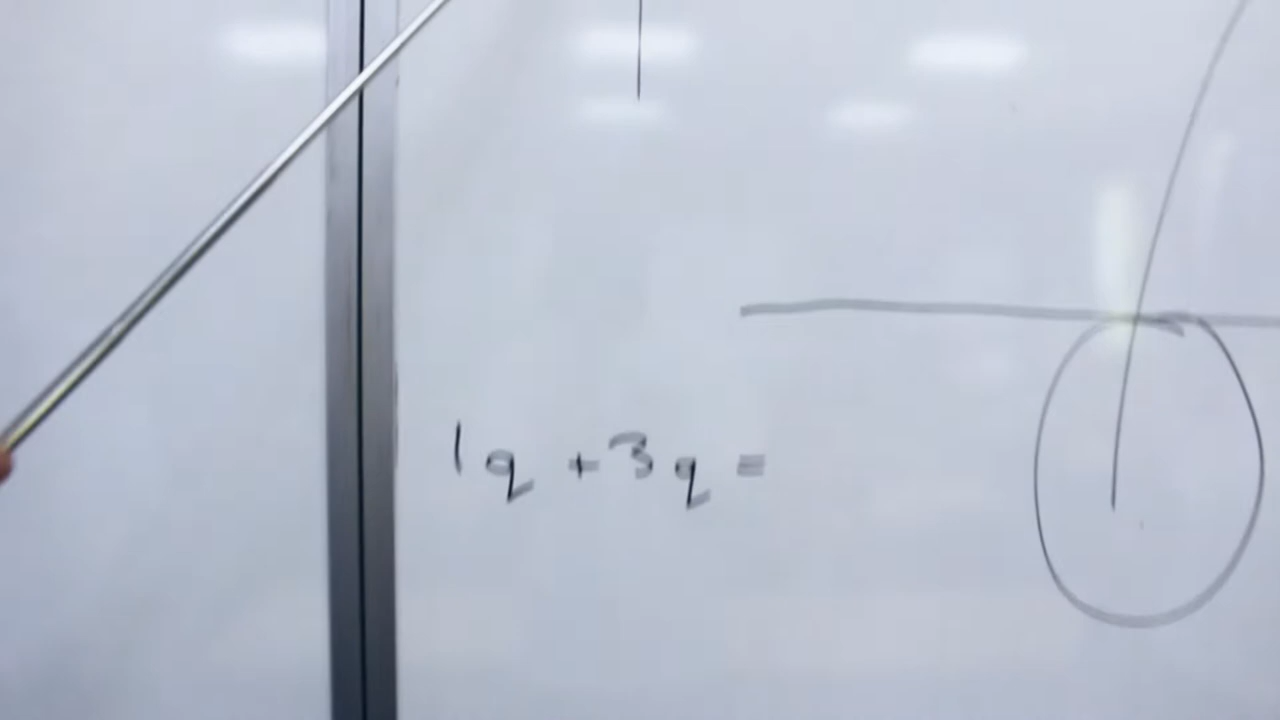 1q + 3q =